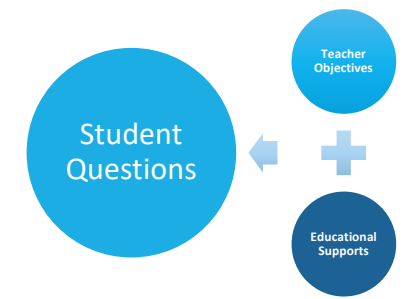 Student
Questions
Teacher
Objectives
Educational
Supports